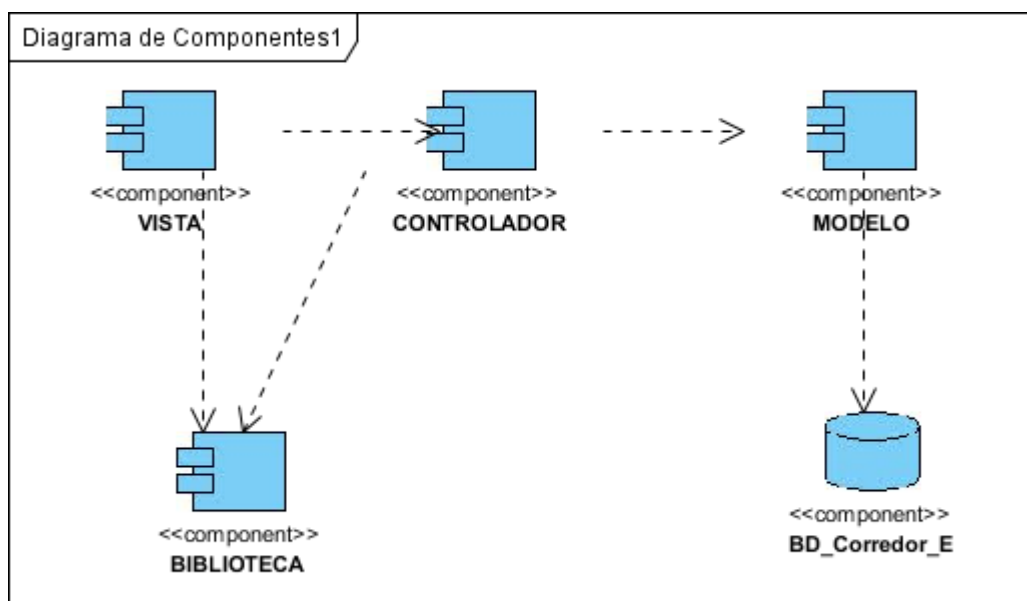 Diagrama de Componentes1
<<component>>
VISTA
<<component>>
CONTROLADOR
<<component>>
MODELO
<<component>>
BIBLIOTECA
<<component>>
BD_Corredor_E